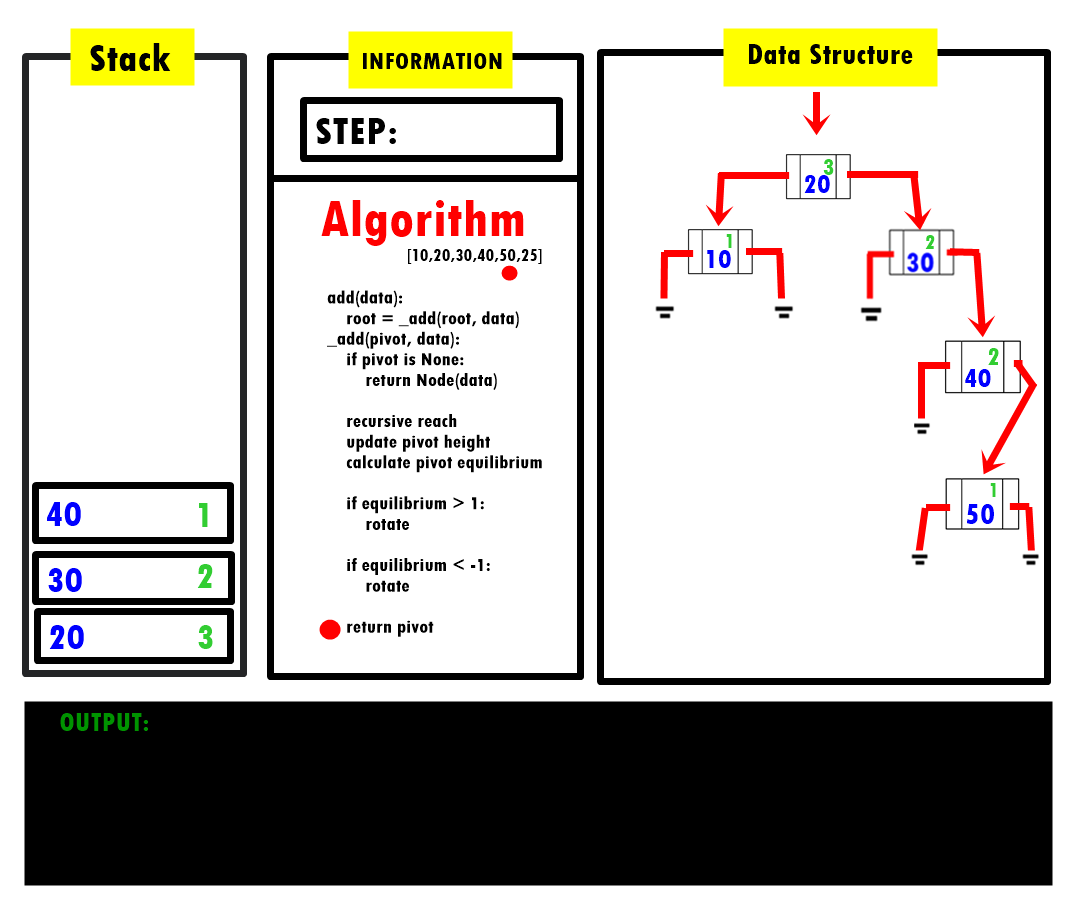 Stack
40 1
30 2
20 3
INFORMATION
STEP:
Algorithm
[10,20,30,40,50,25]
add(data):
root = _add(root, data)
_add(pivot, data):
if pivot is None:
return Node(data)
recursive reach
update pivot height
calculate pivot equilibrium
if equilibrium > 1:
rotate
if equilibrium < -1:
rotate
return pivot
Data Structure
3
20
1
10
2
30
2
40
1
50
OUTPUT: